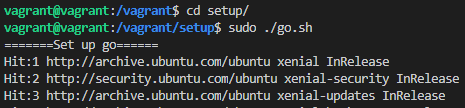 vagrant@vagrant:/vagrant$ cd setup/
vagrant@vagrant:/vagrant/setup$ sudo ./go.sh
=======Set up go======
Hit:1 http://archive.ubuntu.com/ubuntu xenial InRelease
Hit:2 http://security.ubuntu.com/ubuntu xenial-security InRelease
Hit:3 http://archive.ubuntu.com/ubuntu xenial-updates InRelease